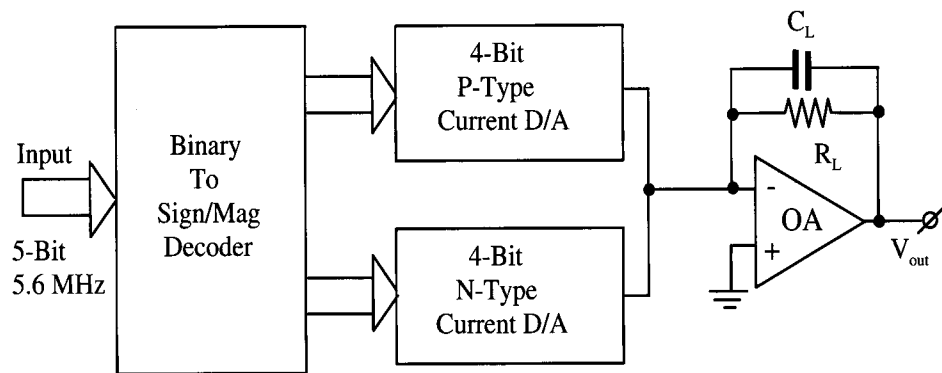 Input
5-Bit
5.6 MHz
Binary
To
Sign/Mag
Decoder
4-Bit
P-Type
Current D/A
4-Bit
N-Type
Current D/A
C_L
R_L
-
OA
+
V_out